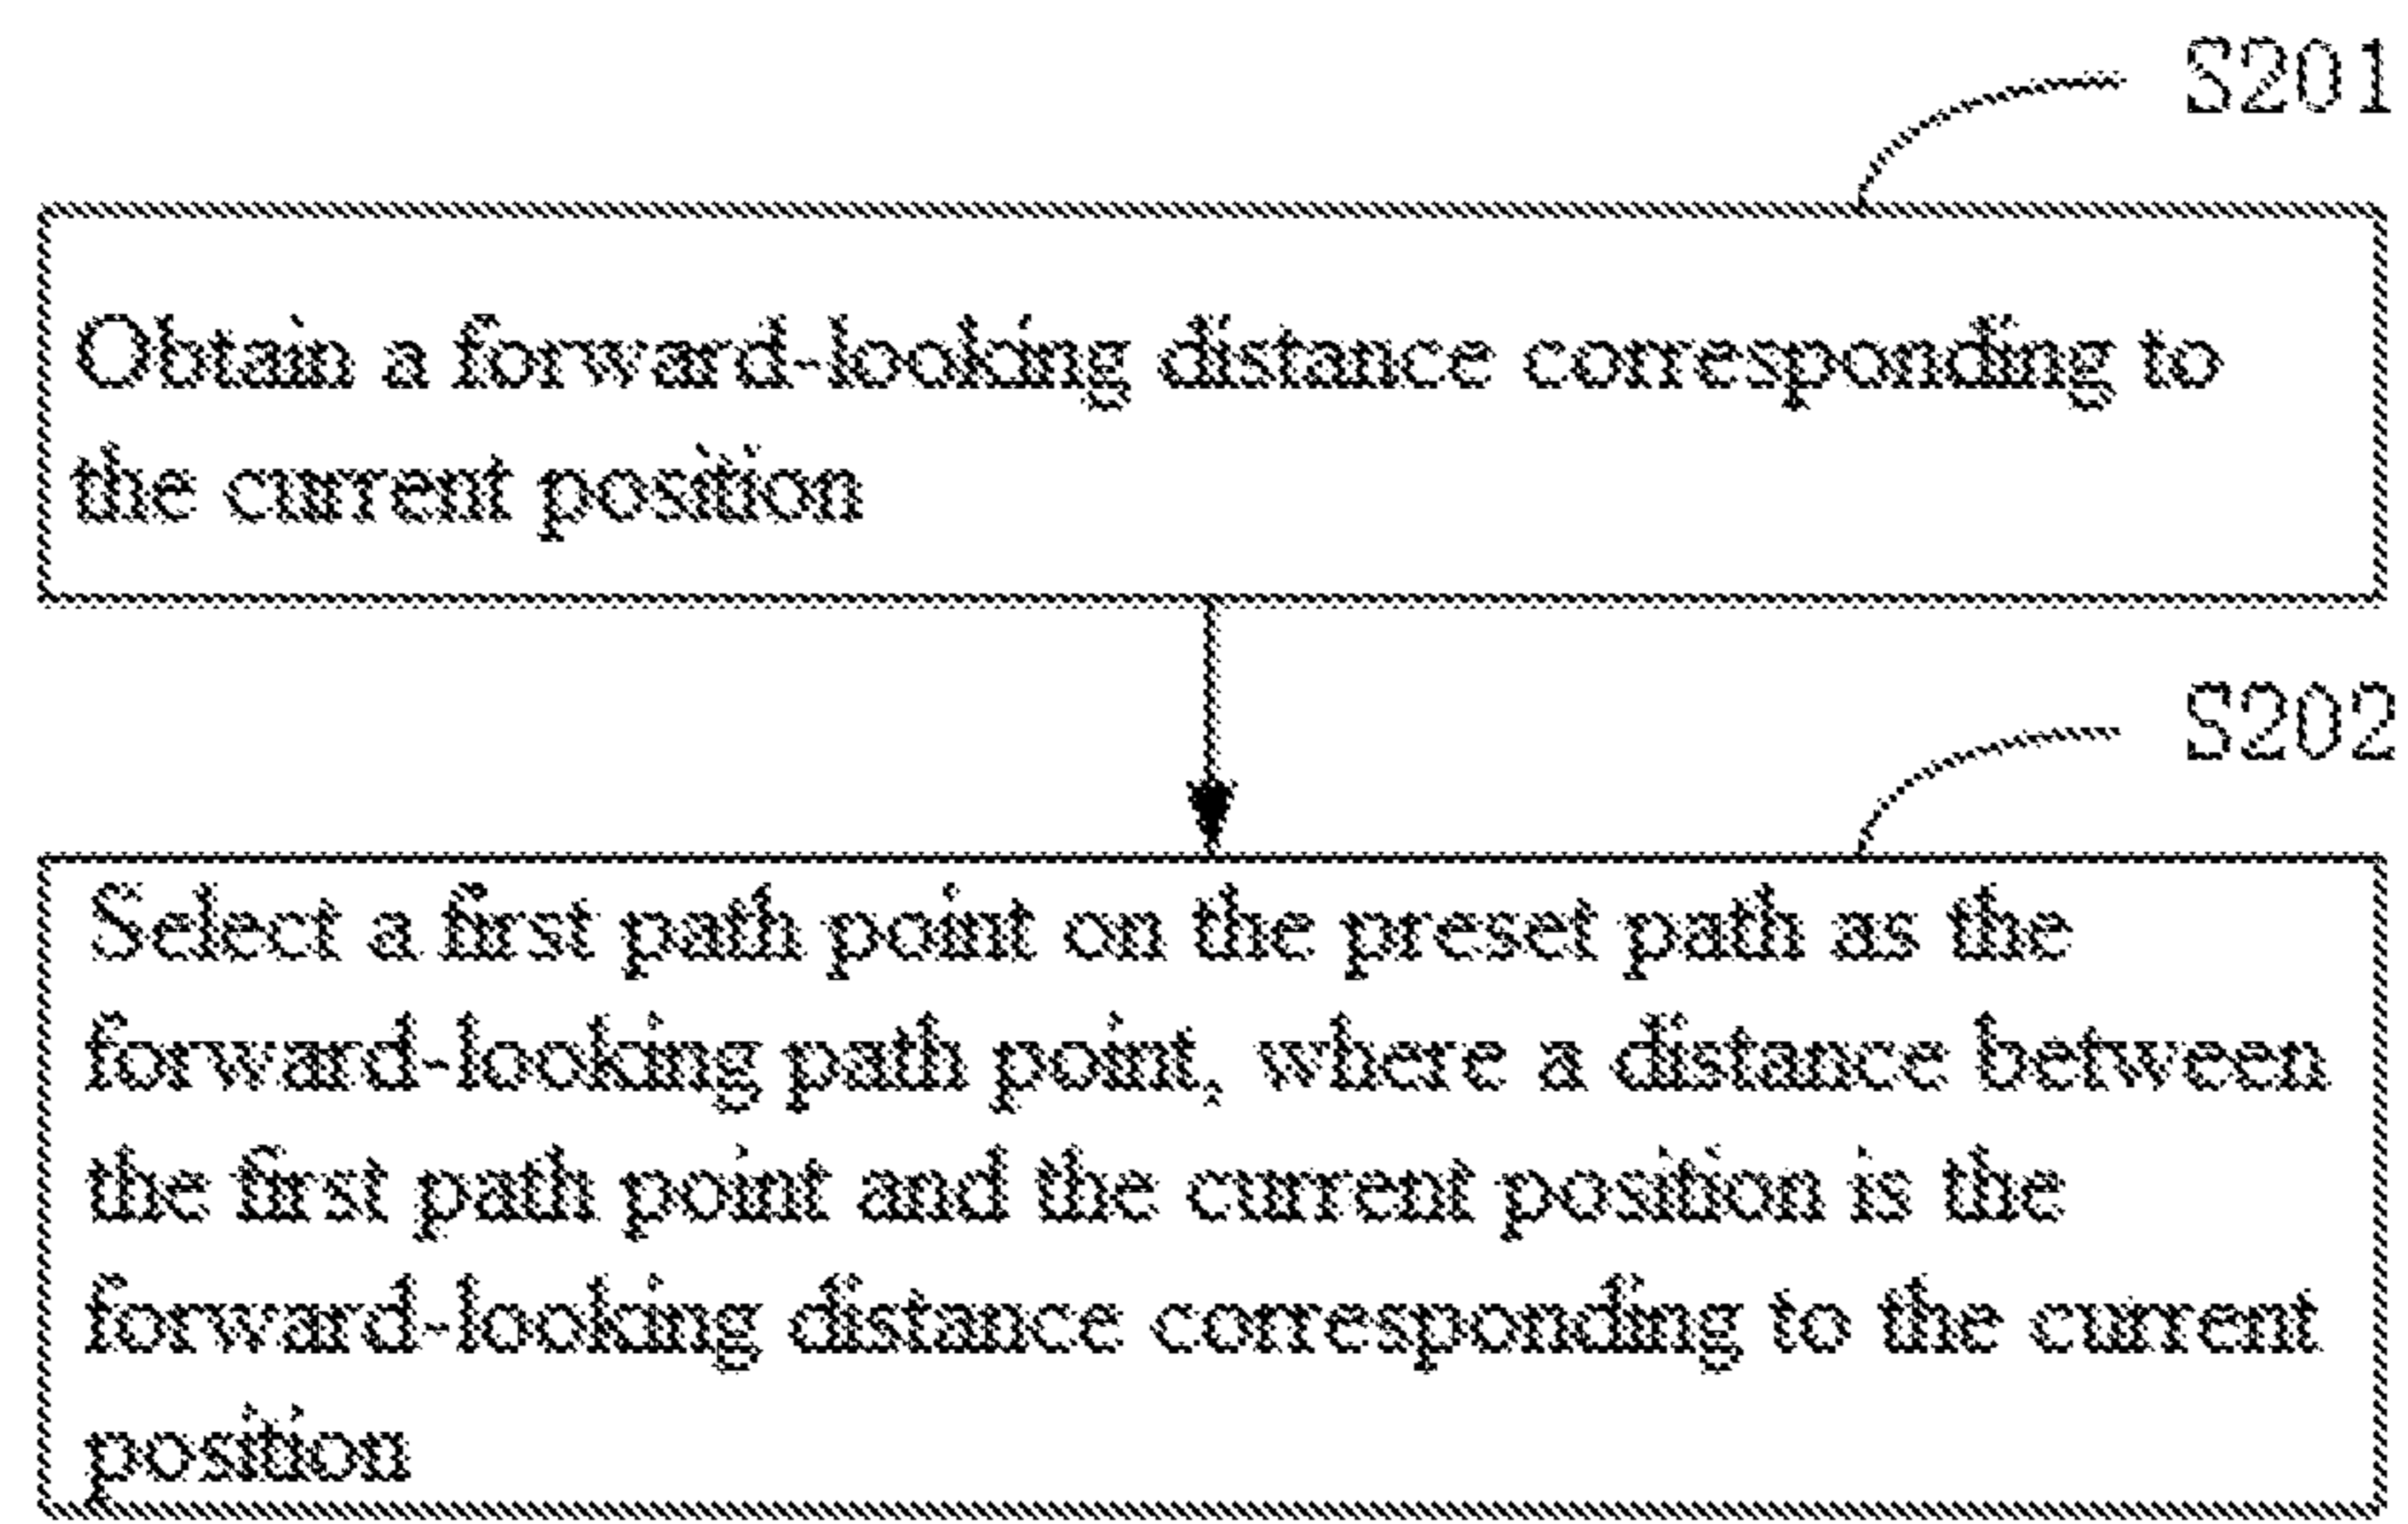 S201
Obtain a forward-looking distance corresponding to
the current position
S202
Select a first path point on the preset path as the
forward-looking path point, where a distance between
the first path point and the current position is the
forward-looking distance corresponding to the current
position